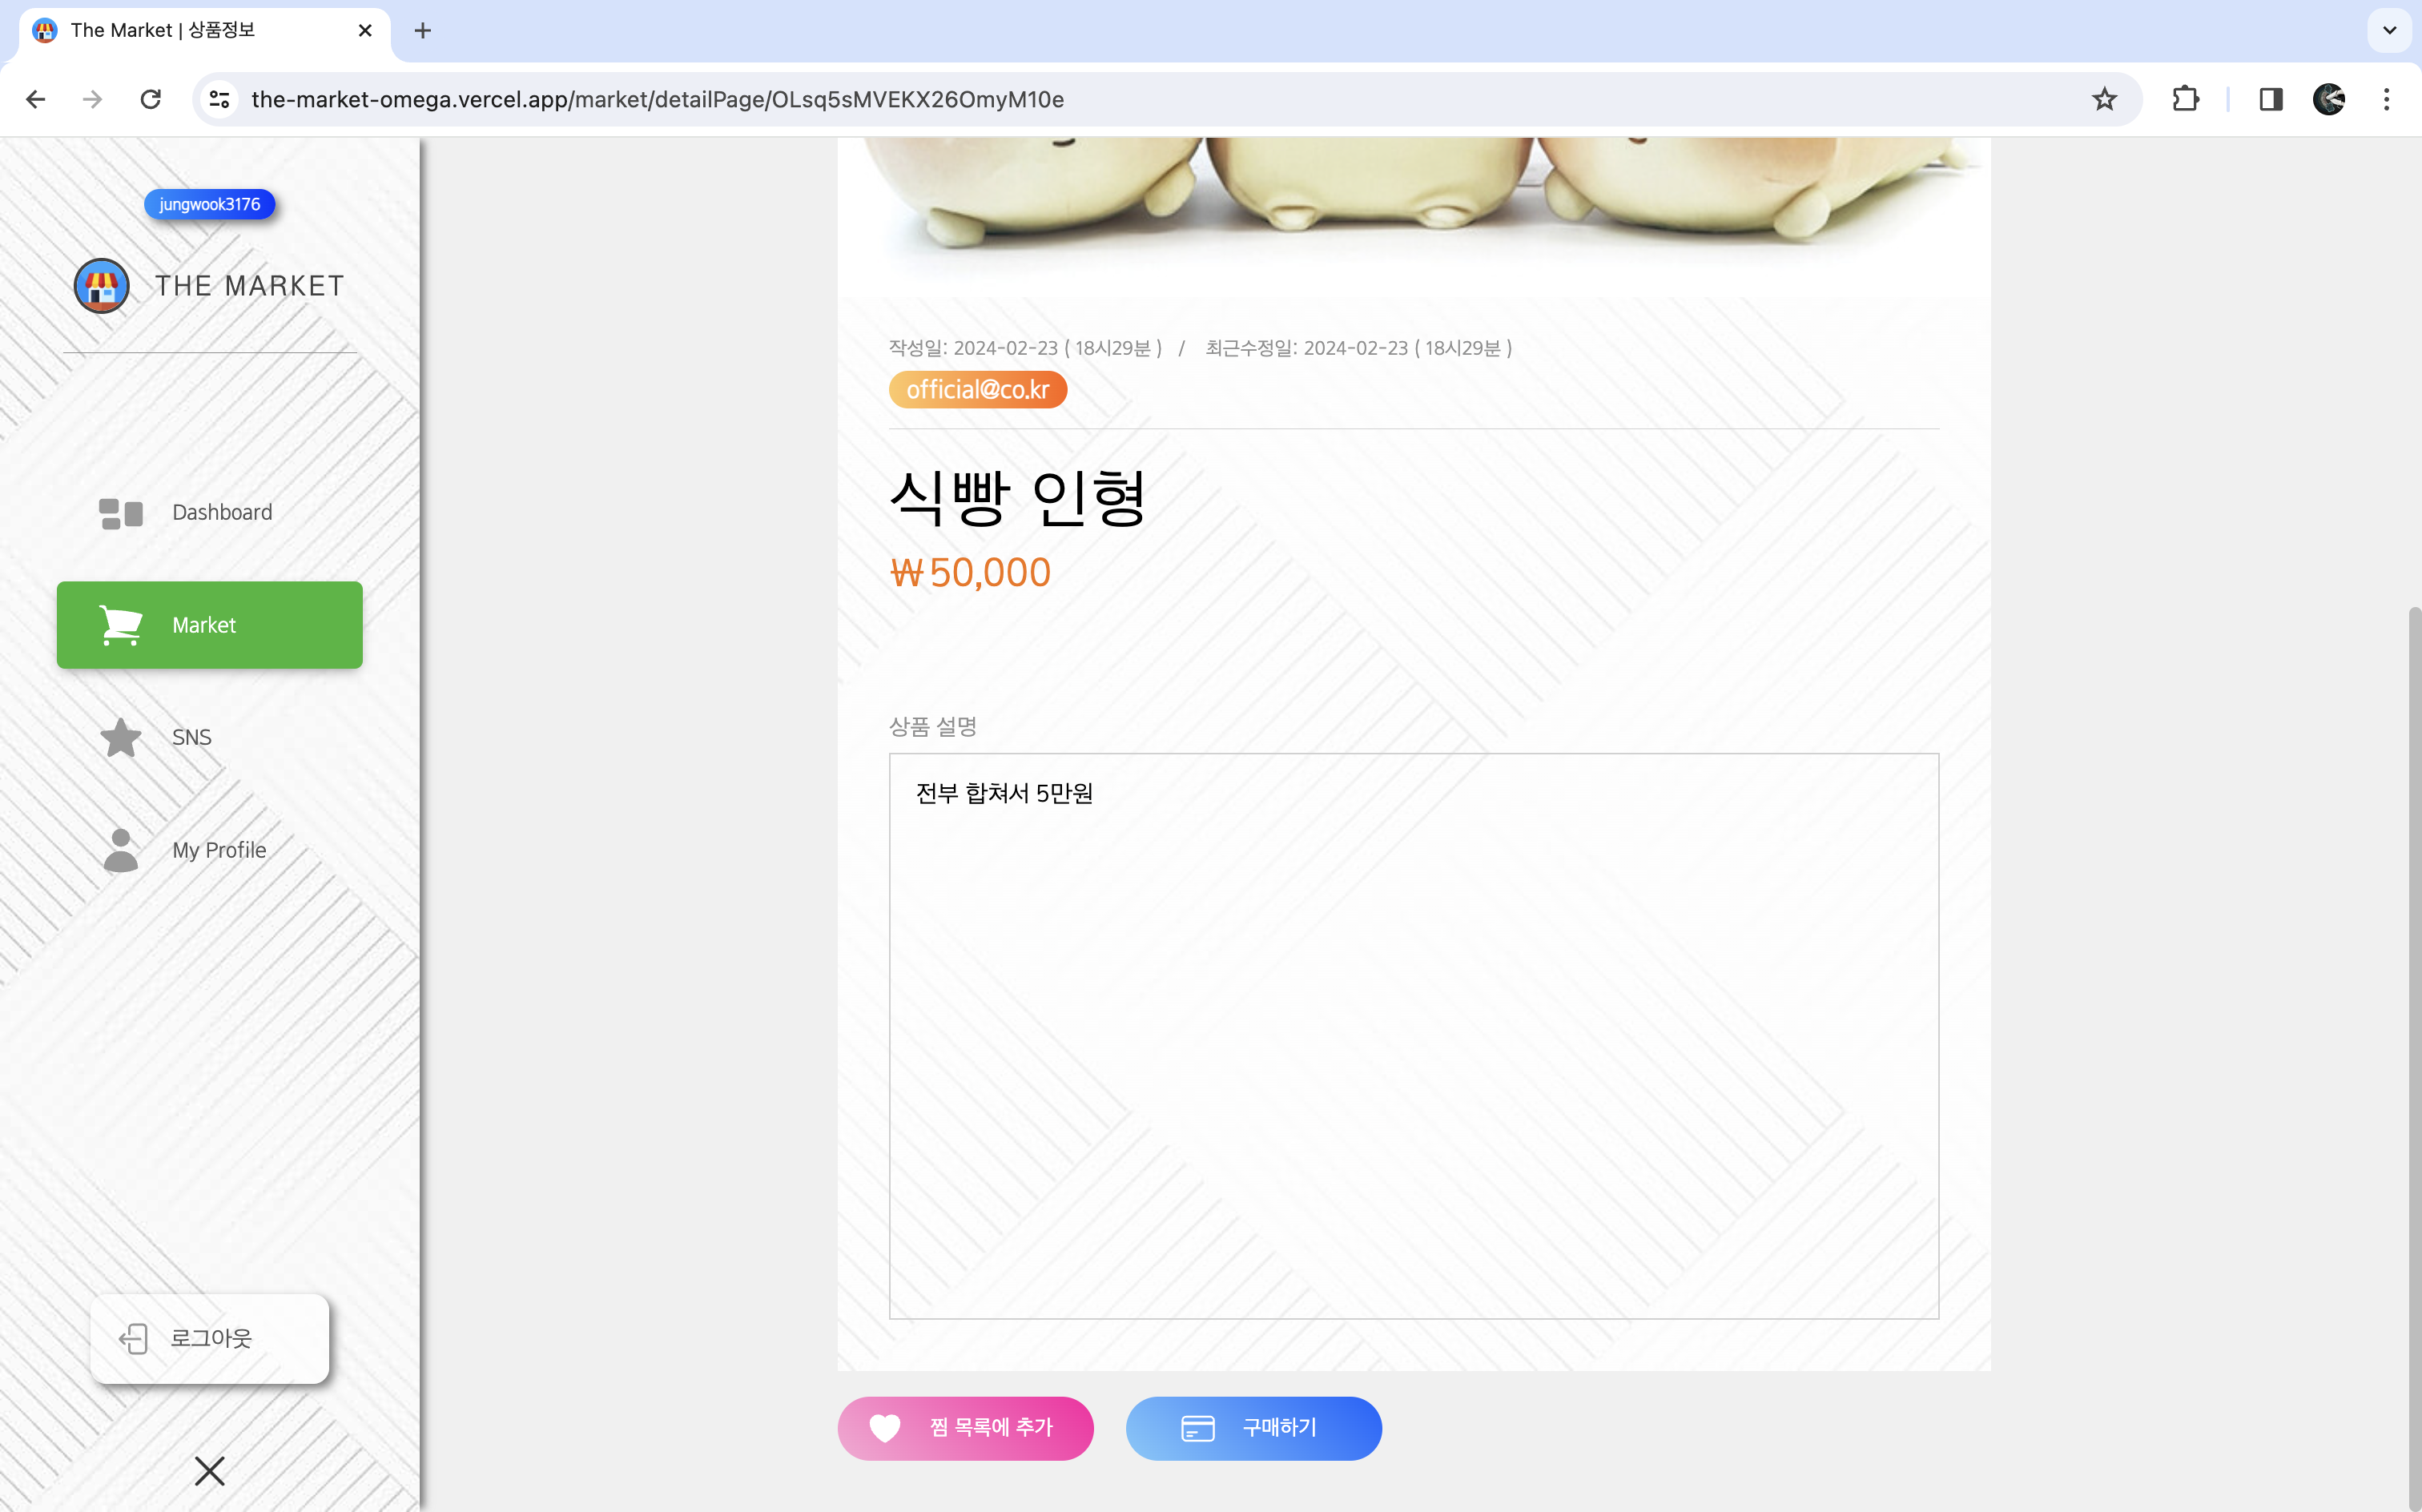 The Market | 상품정보
the-market-omega.vercel.app/market/detailPage/OLsq5sMVEKX26OmyM10e
jungwook3176
THE MARKET
Dashboard
Market
SNS
My Profile
로그아웃
작성일: 2024-02-23 ( 18시29분 ) / 최근수정일: 2024-02-23 ( 18시29분 )
official@co.kr
식빵 인형
₩50,000
상품 설명
전부 합쳐서 5만원
찜 목록에 추가
구매하기